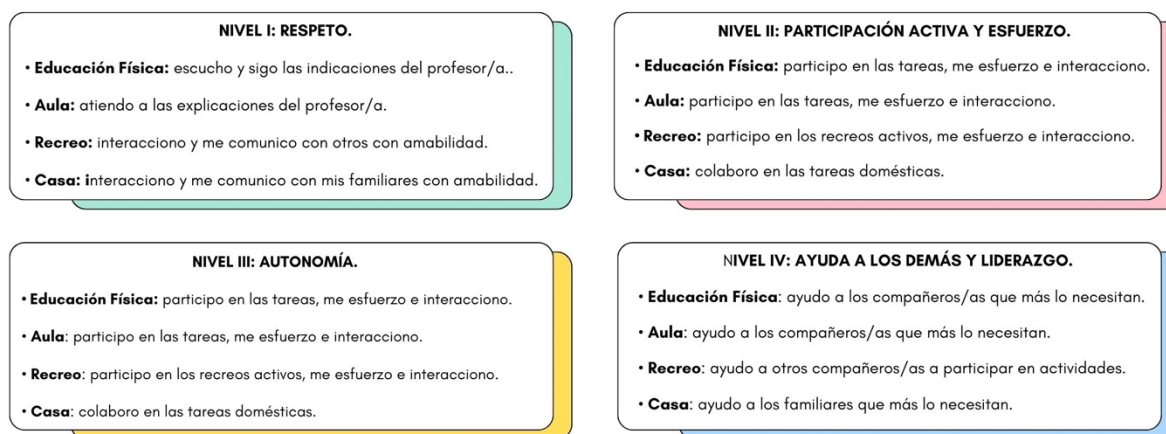 NIVEL I: RESPETO.
• Educación Física: escucho y sigo las indicaciones del profesor/a..
• Aula: atiendo a las explicaciones del profesor/a.
• Recreo: interacciono y me comunico con otros con amabilidad.
• Casa: interacciono y me comunico con mis familiares con amabilidad.
NIVEL II: PARTICIPACIÓN ACTIVA Y ESFUERZO.
• Educación Física: participo en las tareas, me esfuerzo e interacciono.
• Aula: participo en las tareas, me esfuerzo e interacciono.
• Recreo: participo en los recreos activos, me esfuerzo e interacciono.
• Casa: colaboro en las tareas domésticas.
NIVEL III: AUTONOMÍA.
• Educación Física: participo en las tareas, me esfuerzo e interacciono.
• Aula: participo en las tareas, me esfuerzo e interacciono.
• Recreo: participo en los recreos activos, me esfuerzo e interacciono.
• Casa: colaboro en las tareas domésticas.
NIVEL IV: AYUDA A LOS DEMÁS Y LIDERAZGO.
• Educación Física: ayudo a los compañeros/as que más lo necesitan.
• Aula: ayudo a los compañeros/as que más lo necesitan.
• Recreo: ayudo a otros compañeros/as a participar en actividades.
• Casa: ayudo a los familiares que más lo necesitan.